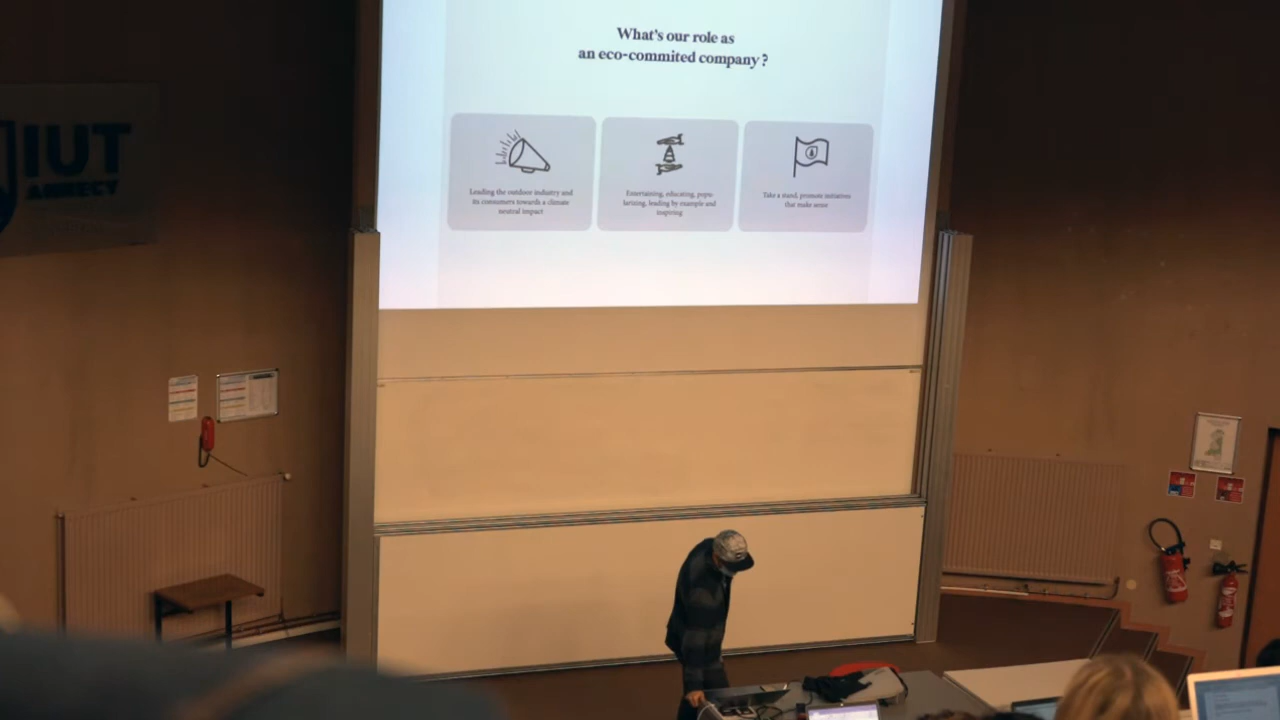 What's our role as
an eco-commited company ?
Leading the outdoor industry and
its consumers towards a climate
neutral impact
Entertaining, educating, popu-
larizing, leading by example and
inspiring
Take a stand, promote initiatives
that make sense
IUT
ANNECY